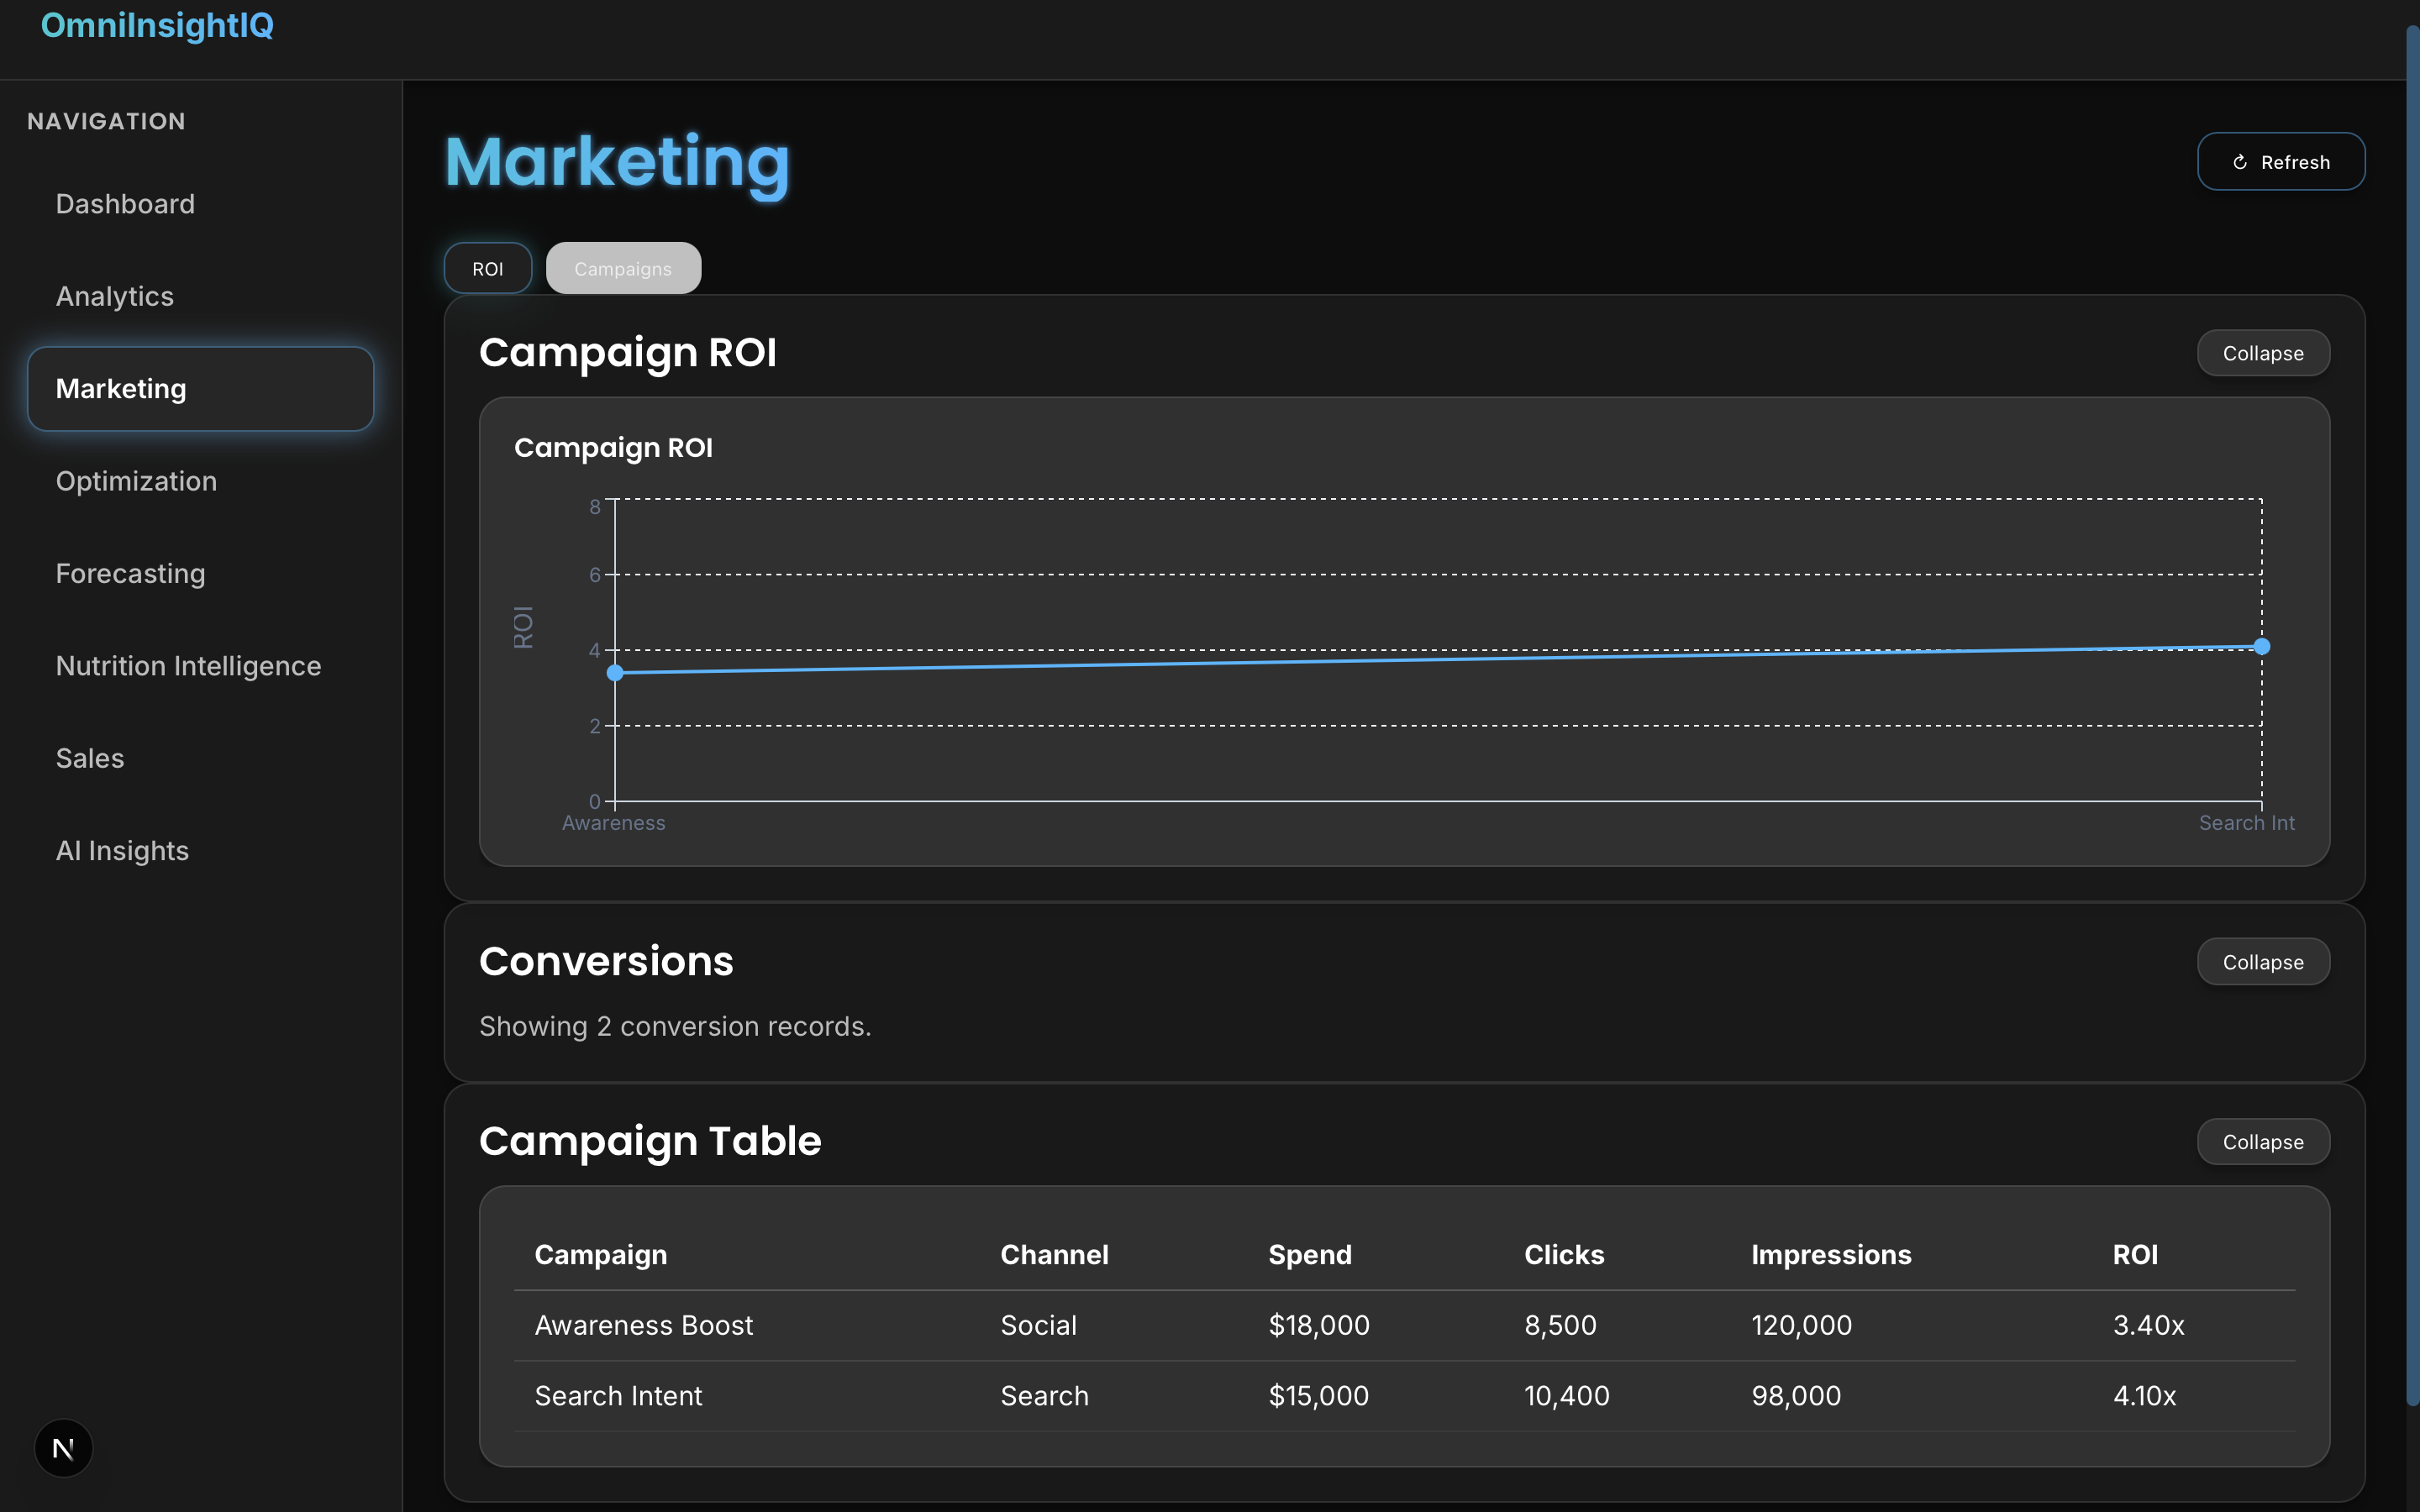 OmniInsightIQ
NAVIGATION
Dashboard
Analytics
Marketing
Optimization
Forecasting
Nutrition Intelligence
Sales
AI Insights
N
Marketing
↻ Refresh
ROI Campaigns
Campaign ROI Collapse
Campaign ROI
ROI
8
6
4
2
0
Awareness Search Int
Conversions Collapse
Showing 2 conversion records.
Campaign Table Collapse
Campaign Channel Spend Clicks Impressions ROI
Awareness Boost Social $18,000 8,500 120,000 3.40x
Search Intent Search $15,000 10,400 98,000 4.10x